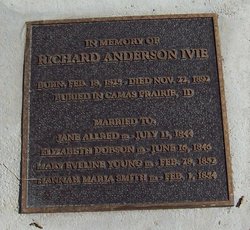 IN MEMORY OF
RICHARD ANDERSON IVIE
BORN, FEB. 18, 1825 - DIED NOV. 22, 1892
BURIED IN CAMAS PRAIRIE, ID
MARRIED TO:
JANE ALLRED m - JULY 11, 1844
ELIZABETH DOBSON m - JUNE 16, 1846
MARY EVELINE YOUNG m - FEB. 29, 1852
HANNAH MARIA SMITH m - FEB. 1, 1854